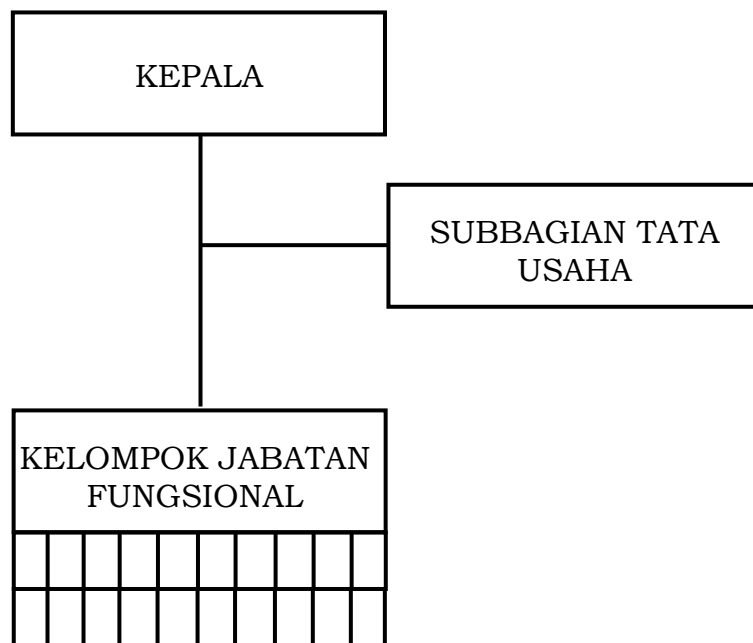 KEPALA
SUBBAGIAN TATA
USAHA
KELOMPOK JABATAN
FUNGSIONAL